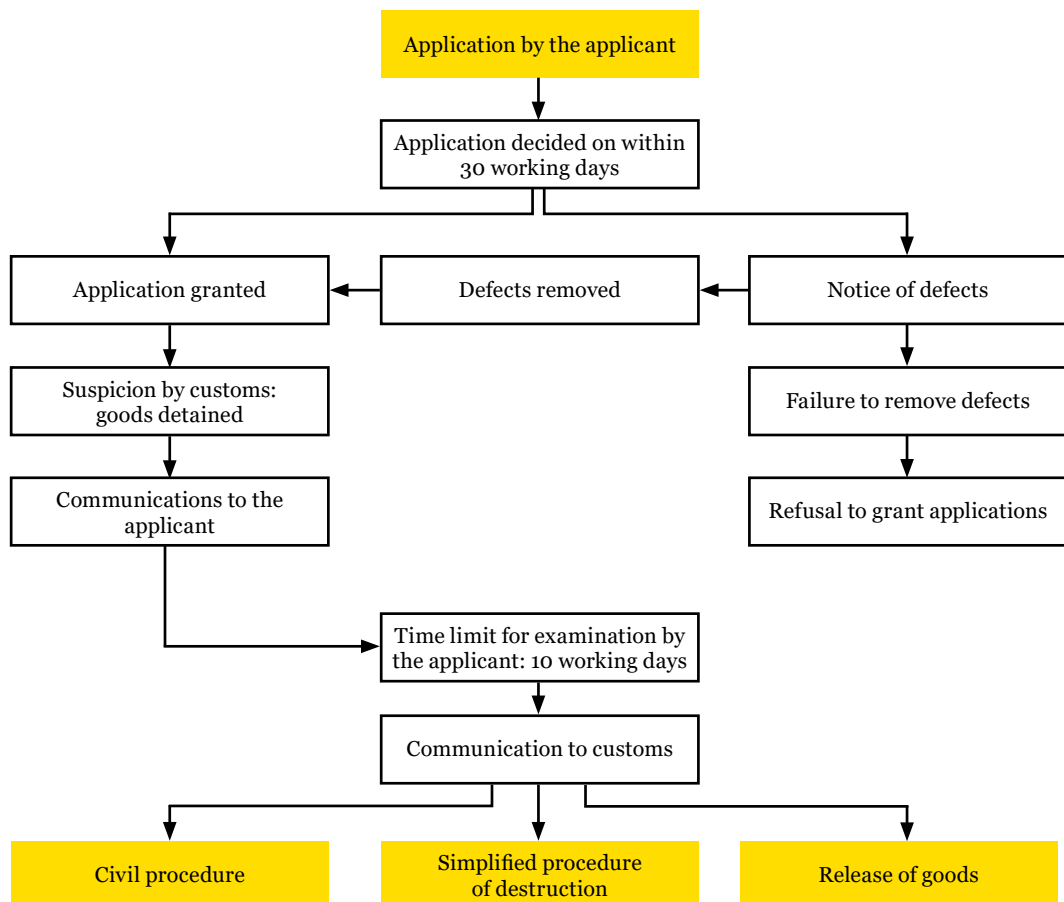 Application by the applicant
Application decided on within
30 working days
Application granted
Defects removed
Notice of defects
Suspicion by customs:
goods detained
Failure to remove defects
Communications to the
applicant
Refusal to grant applications
Time limit for examination by
the applicant: 10 working days
Communication to customs
Civil procedure
Simplified procedure
of destruction
Release of goods